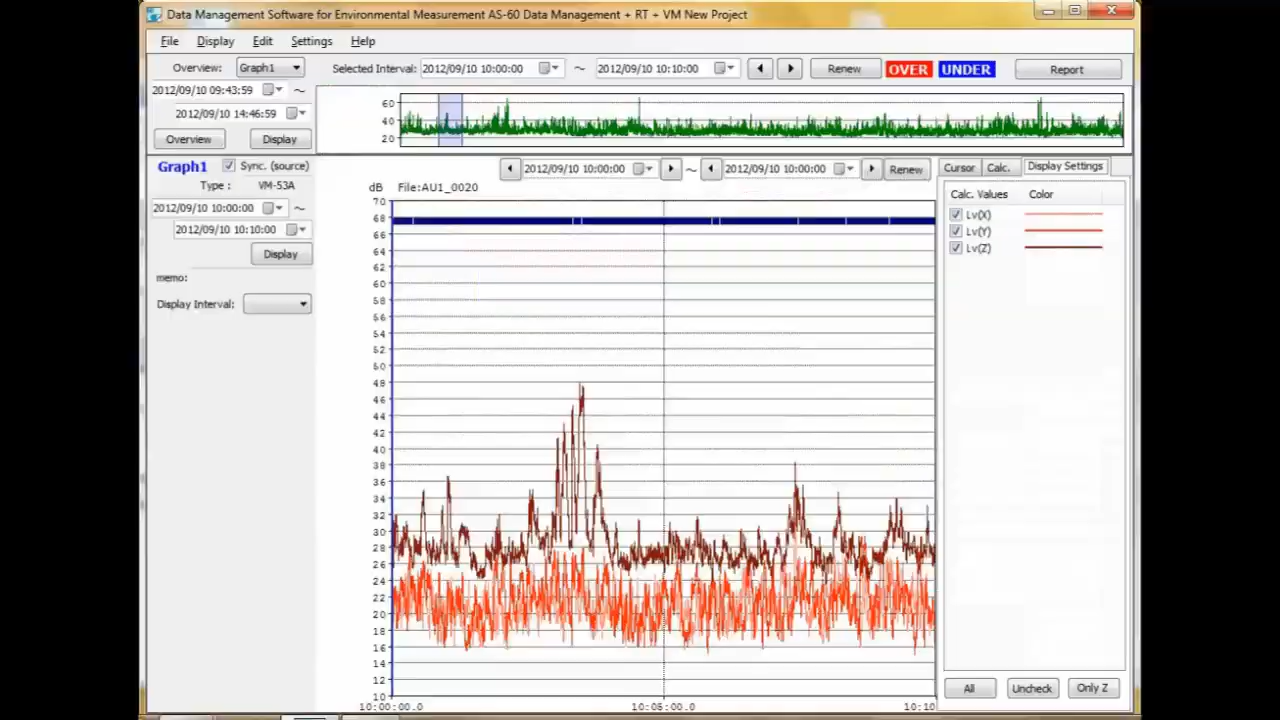 Data Management Software for Environmental Measurement AS-60 Data Management + RT + VM New Project
File Display Edit Settings Help
Overview: Graph1 Selected Interval: 2012/09/10 10:00:00 ～ 2012/09/10 10:10:00 Renew OVER UNDER Report
2012/09/10 09:43:59 ～
2012/09/10 14:46:59
Overview Display
60
40
20
Graph1 Sync. (source)
Type : VM-53A
2012/09/10 10:00:00 ～
2012/09/10 10:10:00
Display
memo:
Display Interval:
2012/09/10 10:00:00 ～ 2012/09/10 10:00:00 Renew
dB File:AU1_0020
70
68
66
64
62
60
58
56
54
52
50
48
46
44
42
40
38
36
34
32
30
28
26
24
22
20
18
16
14
12
10
10:00:00.0 10:05:00.0 10:10
Cursor Calc. Display Settings
Calc. Values Color
Lv(X)
Lv(Y)
Lv(Z)
All Uncheck Only Z